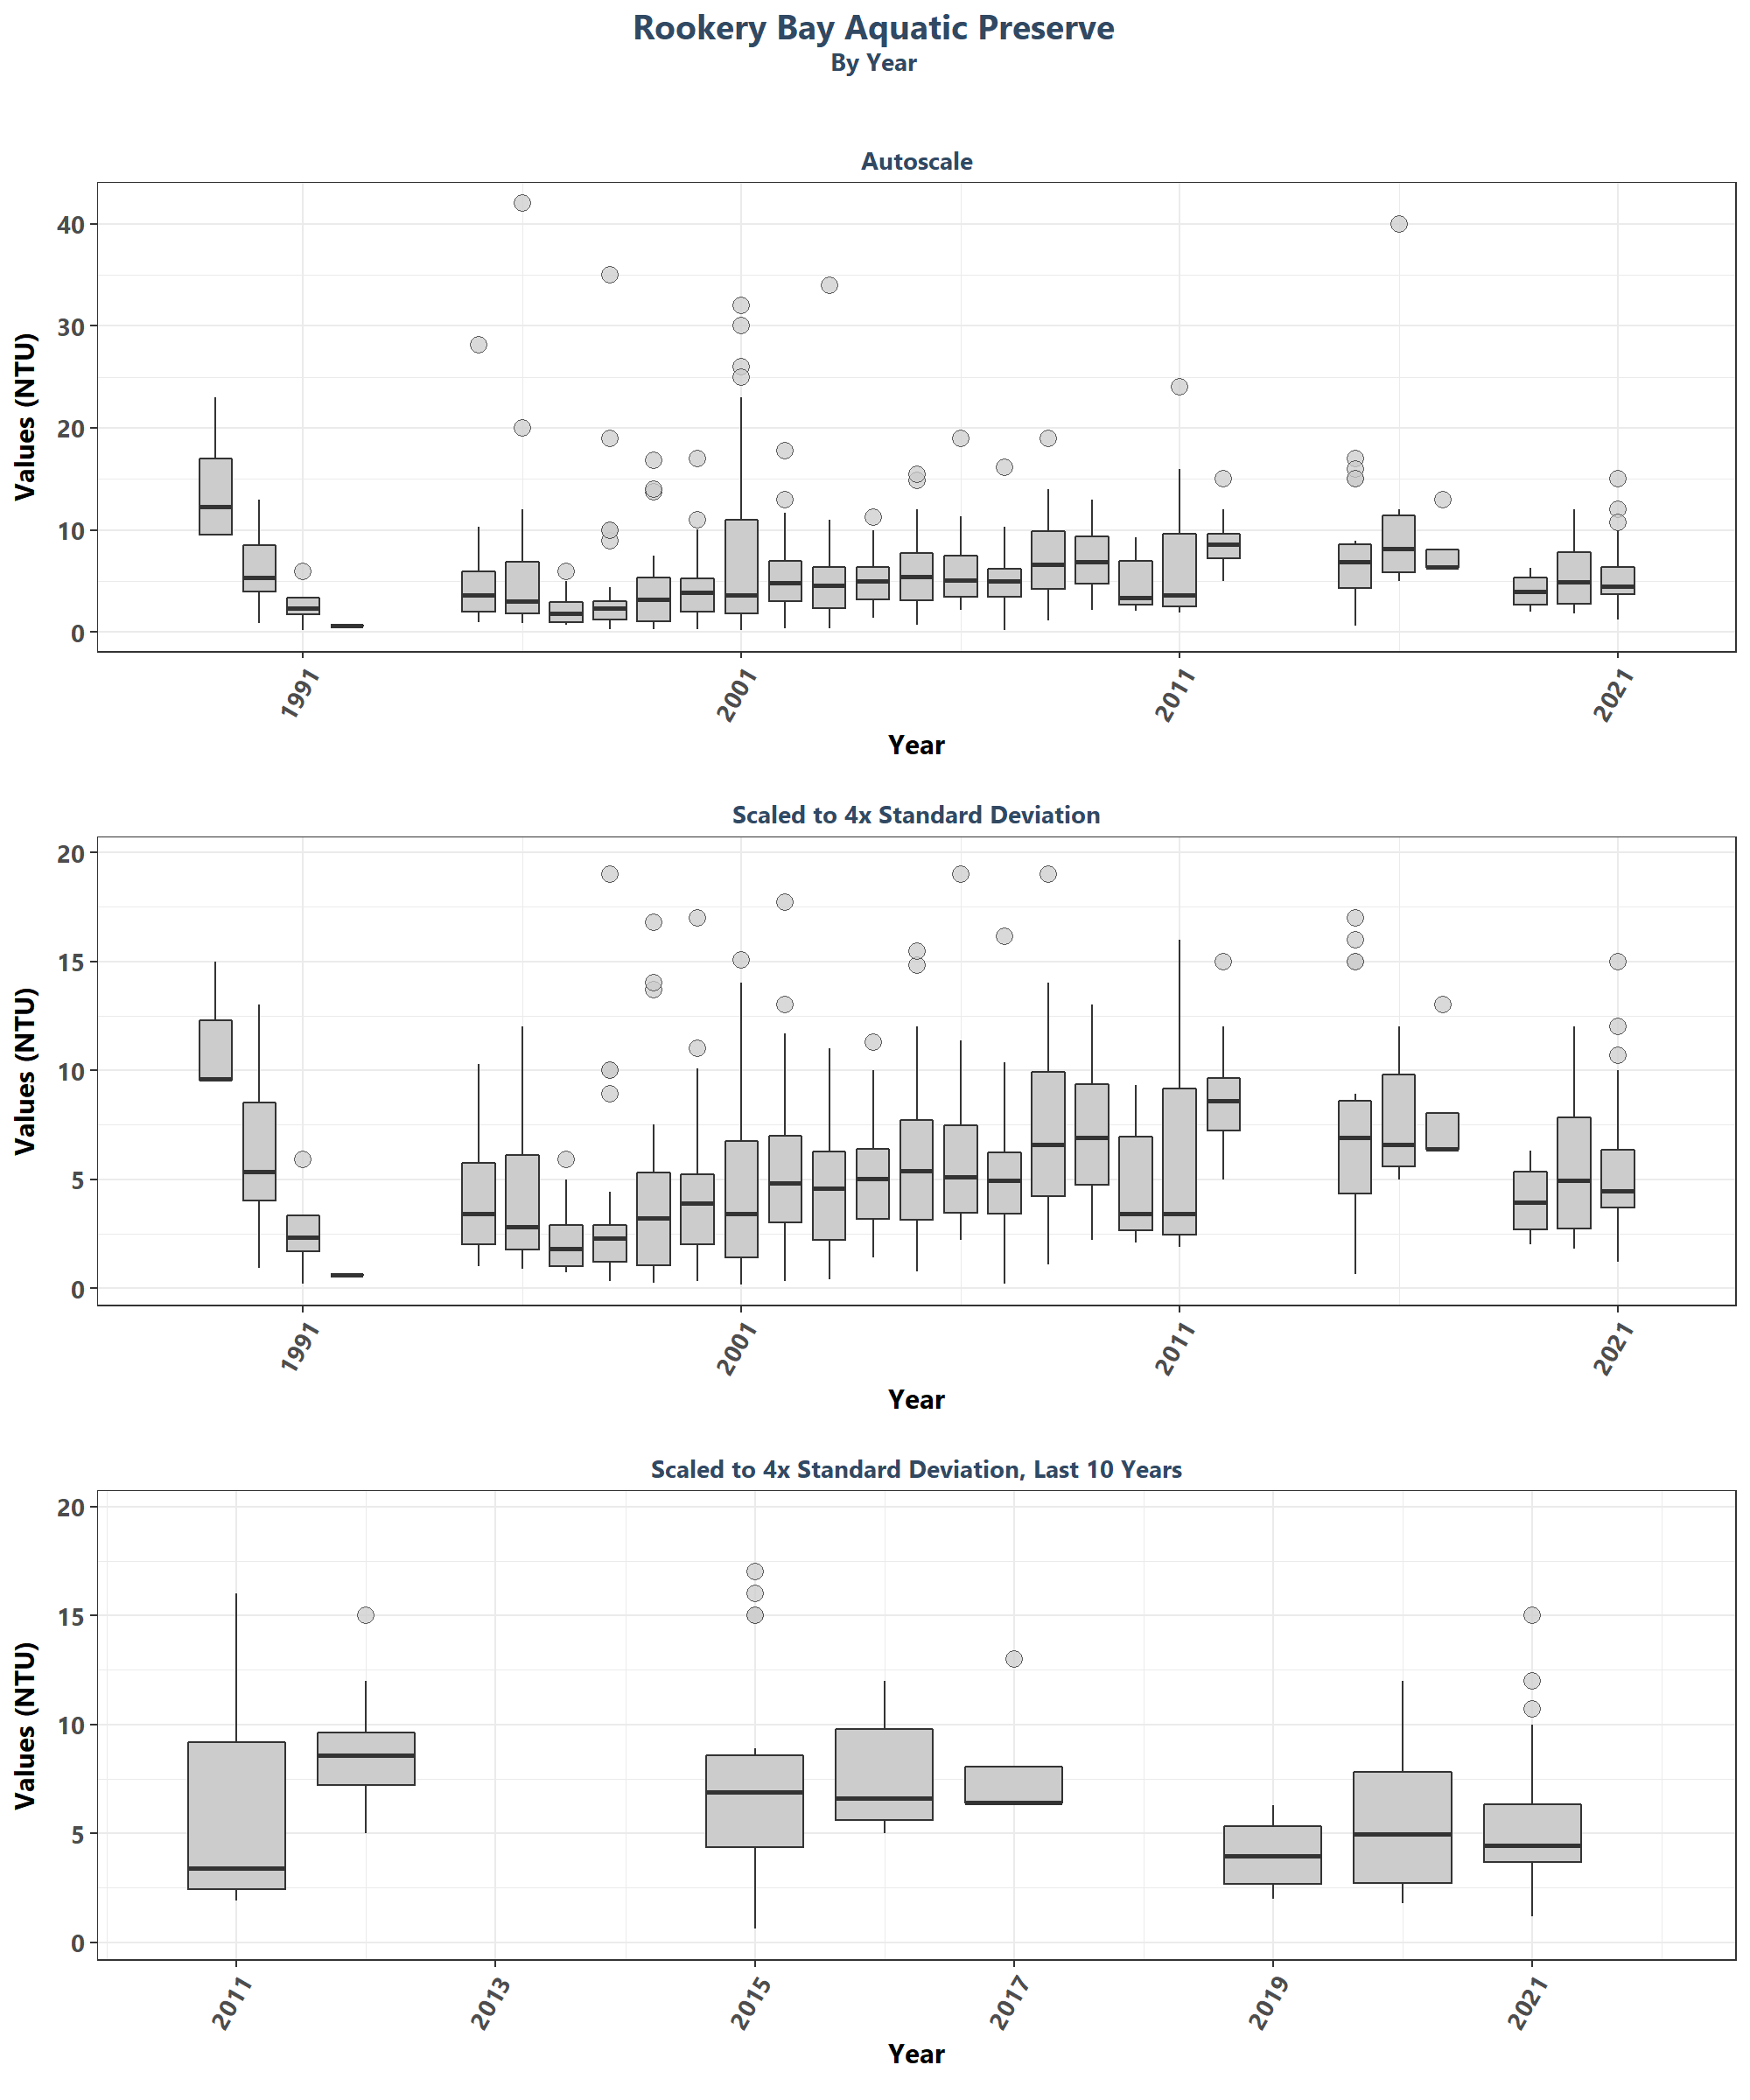 Rookery Bay Aquatic Preserve
By Year
Autoscale
Values (NTU)
40
30
20
10
0
1991
2001
2011
2021
Year
Scaled to 4x Standard Deviation
Values (NTU)
20
15
10
5
0
1991
2001
2011
2021
Year
Scaled to 4x Standard Deviation, Last 10 Years
Values (NTU)
20
15
10
5
0
2011
2013
2015
2017
2019
2021
Year